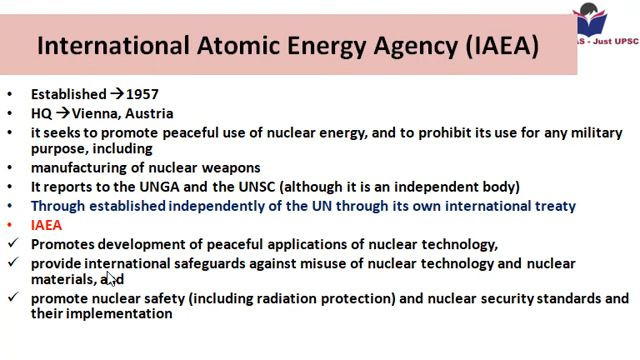 International Atomic Energy Agency (IAEA)
AS - Just UPSC
• Established → 1957
• HQ → Vienna, Austria
• it seeks to promote peaceful use of nuclear energy, and to prohibit its use for any military
purpose, including
• manufacturing of nuclear weapons
• It reports to the UNGA and the UNSC (although it is an independent body)
• Through established independently of the UN through its own international treaty
• IAEA
✓ Promotes development of peaceful applications of nuclear technology,
✓ provide international safeguards against misuse of nuclear technology and nuclear
materials, and
✓ promote nuclear safety (including radiation protection) and nuclear security standards and
their implementation